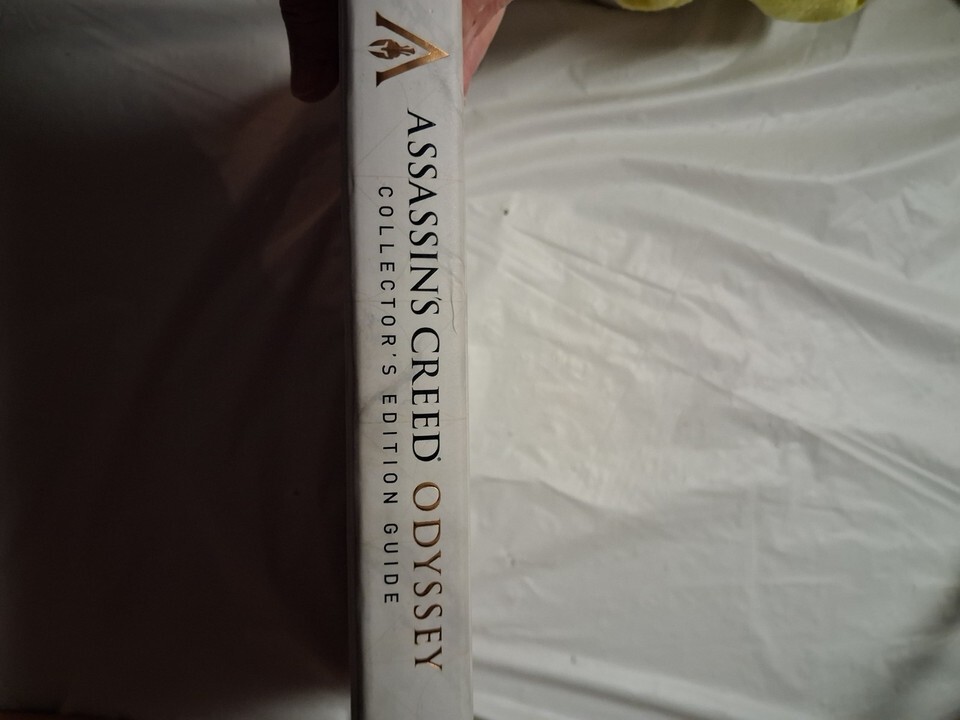 ASSASSIN'S CREED® ODYSSEY
COLLECTOR'S EDITION GUIDE